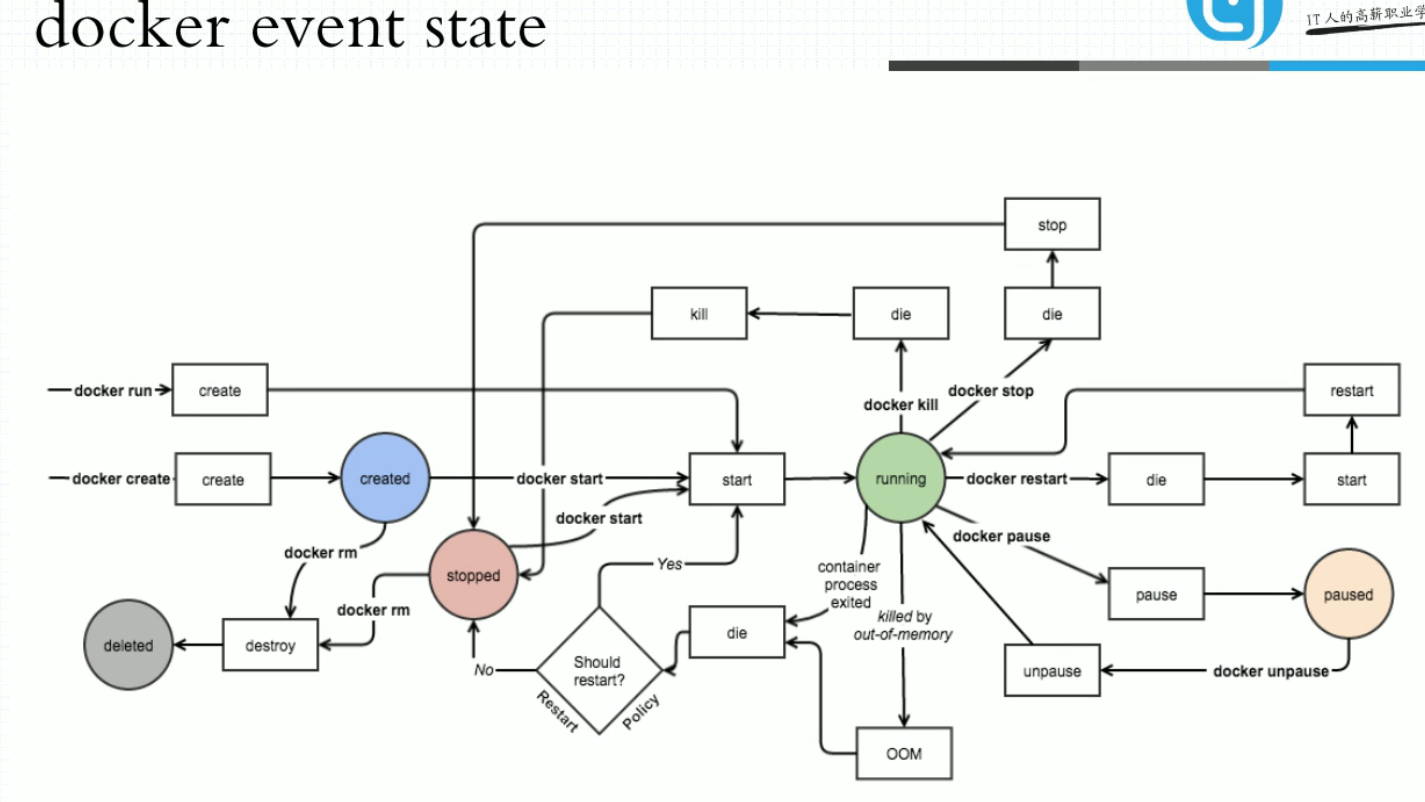 docker event state
IT人的高薪职业学
stop
kill
die
die
docker run
create
docker kill
docker stop
restart
docker create
create
created
docker start
start
running
docker restart
die
start
docker start
docker pause
docker rm
stopped
Yes
container
process
exited
pause
paused
docker rm
killed by
out-of-memory
deleted
destroy
die
No
Should
restart?
unpause
docker unpause
Restart
Policy
OOM